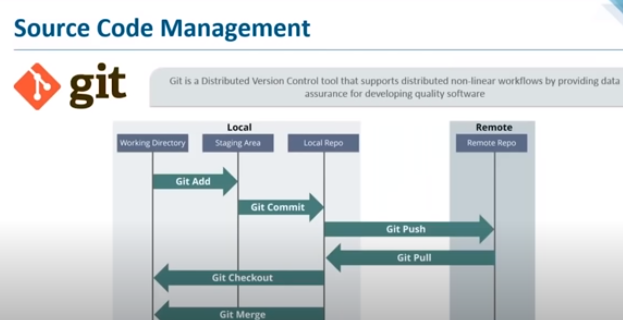 Source Code Management
git
Git is a Distributed Version Control tool that supports distributed non-linear workflows by providing data
assurance for developing quality software
Local
Remote
Working Directory
Staging Area
Local Repo
Remote Repo
Git Add
Git Commit
Git Push
Git Pull
Git Checkout
Git Merge